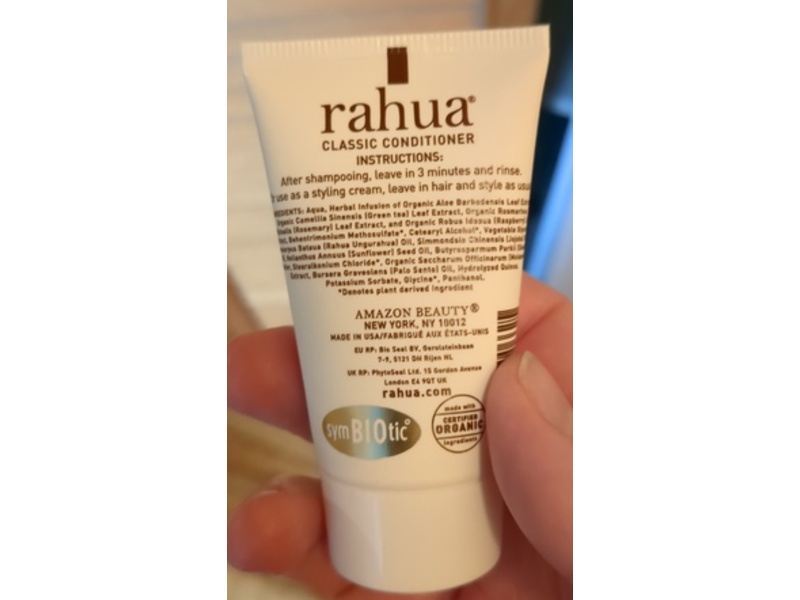 rahua®
CLASSIC CONDITIONER
INSTRUCTIONS:
After shampooing, leave in 3 minutes and rinse.
use as a styling cream, leave in hair and style as
Aqua, Herbal Infusion of Organic Aloe Barbadensis Leaf
Organic Camellia Sinensis (Green tea) Leaf Extract, Organic
(Rosemary) Leaf Extract, and Organic Rubus Idaeus (Raspberry)
Behentrimonium Methosulfate*, Cetearyl Alcohol*, Vegetable
Bataua (Rahua Ungurahua) Oil, Simmondsia Chinensis
Helianthus Annuus (Sunflower) Seed Oil, Butyrospermum Parkii
Stearalkonium Chloride*, Organic Saccharum Officinarum
Extract, Bursera Graveolens (Palo Santo) Oil, Hydrolyzed
Potassium Sorbate, Glycine*, Panthenol.
*Denotes plant derived ingredient
AMAZON BEAUTY®
NEW YORK, NY 10012
MADE IN USA/FABRIQUÉ AUX ÉTATS-UNIS
EU RP: Bio Seal BV, Gerolsteinbaan
7-9, 5121 DH Rijen NL
UK RP: PhytoSeal Ltd. 15 Gordon Avenue
London E4 9QT UK
rahua.com
symBIOtic
made with
CERTIFIED
ORGANIC
ingredients